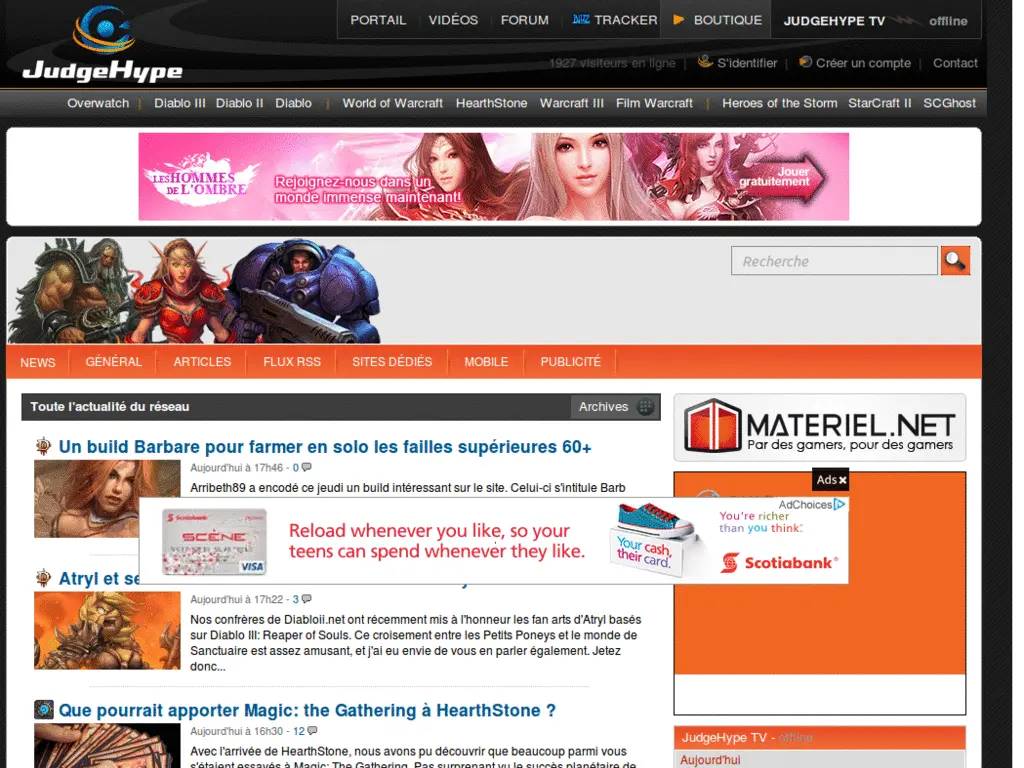 PORTAIL VIDÉOS FORUM BLIZZ TRACKER BOUTIQUE JUDGEHYPE TV offline
JudgeHype
1927 visiteurs en ligne | S'identifier | Créer un compte | Contact
Overwatch | Diablo III Diablo II Diablo | World of Warcraft HearthStone Warcraft III Film Warcraft | Heroes of the Storm StarCraft II SCGhost
LES HOMMES
DE L'OMBRE
Rejoignez-nous dans un
monde immense maintenant!
Jouer
gratuitement
Recherche
NEWS GÉNÉRAL ARTICLES FLUX RSS SITES DÉDIÉS MOBILE PUBLICITÉ
Toute l'actualité du réseau
Archives
Un build Barbare pour farmer en solo les failles supérieures 60+
Aujourd'hui à 17h46 - 0
Arribeth89 a encodé ce jeudi un build intéressant sur le site. Celui-ci s'intitule Barb
MATERIEL.NET
Par des gamers, pour des gamers
Ads
AdChoices
Scotiabank
SCÈNE
VISA
Reload whenever you like, so your
teens can spend whenever they like.
Your cash,
their card.
You're richer
than you think.
Scotiabank
Atryl et se
Aujourd'hui à 17h22 - 3
Nos confrères de Diabloii.net ont récemment mis à l'honneur les fan arts d'Atryl basés
sur Diablo III: Reaper of Souls. Ce croisement entre les Petits Poneys et le monde de
Sanctuaire est assez amusant, et j'ai eu envie de vous en parler également. Jetez
donc...
Que pourrait apporter Magic: the Gathering à HearthStone ?
Aujourd'hui à 16h30 - 12
Avec l'arrivée de HearthStone, nous avons pu découvrir que beaucoup parmi vous
s'étaient essayés à Magic: The Gathering. Pas surprenant vu le succès planétaire de
JudgeHype TV - offline
Aujourd'hui